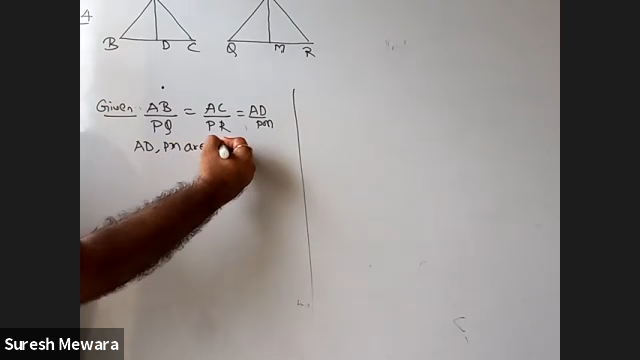 4
B D C Q M R
Given AB/PQ = AC/PR = AD/PM
AD, PM are
Suresh Mewara